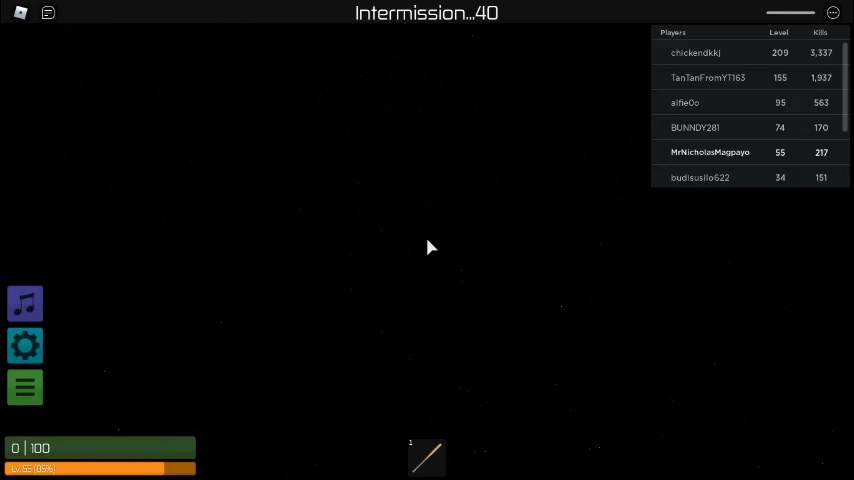 Intermission...40
Players Level Kills
chickendkkj 209 3,337
TanTanFromYT163 155 1,937
alfie0o 95 563
BUNNDY281 74 170
MrNicholasMagpayo 55 217
budisusilo622 34 151
0 | 100
Lv. 55 (85%)
1